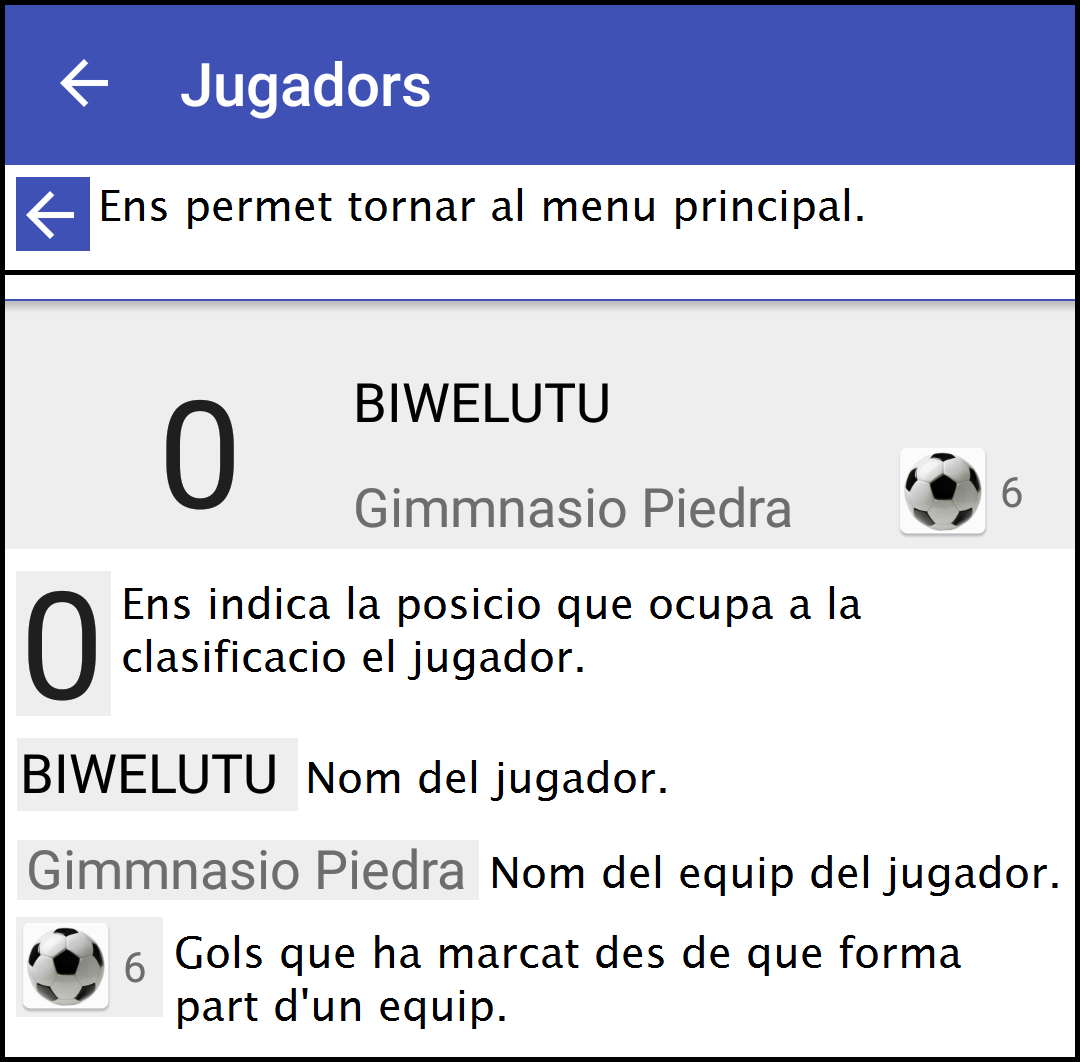 Jugadors
Ens permet tornar al menu principal.
0
BIWELUTU
Gimmnasio Piedra
6
0
Ens indica la posicio que ocupa a la
clasificacio el jugador.
BIWELUTU Nom del jugador.
Gimmnasio Piedra Nom del equip del jugador.
6
Gols que ha marcat des de que forma
part d'un equip.